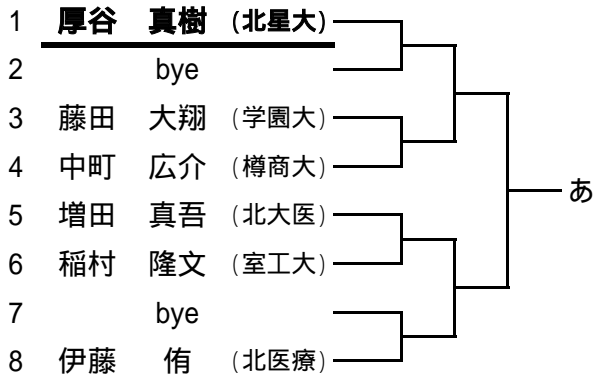 1 厚谷 真樹 (北星大)
2 bye
3 藤田 大翔 (学園大)
4 中町 広介 (樽商大)
5 増田 真吾 (北大医)
6 稲村 隆文 (室工大)
7 bye
8 伊藤 侑 (北医療)
あ